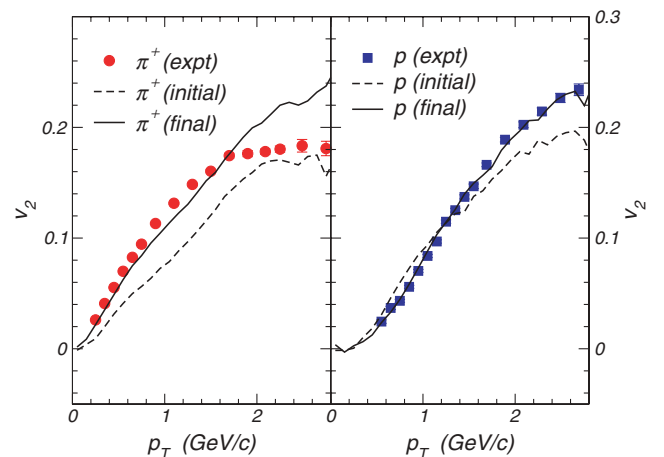 0.3
π⁺ (expt)
π⁺ (initial)
π⁺ (final)
p (expt)
p (initial)
p (final)
0.2
0.2
v₂
v₂
0.1
0.1
0
0
0 1 2
0 1 2
p_T (GeV/c)
p_T (GeV/c)